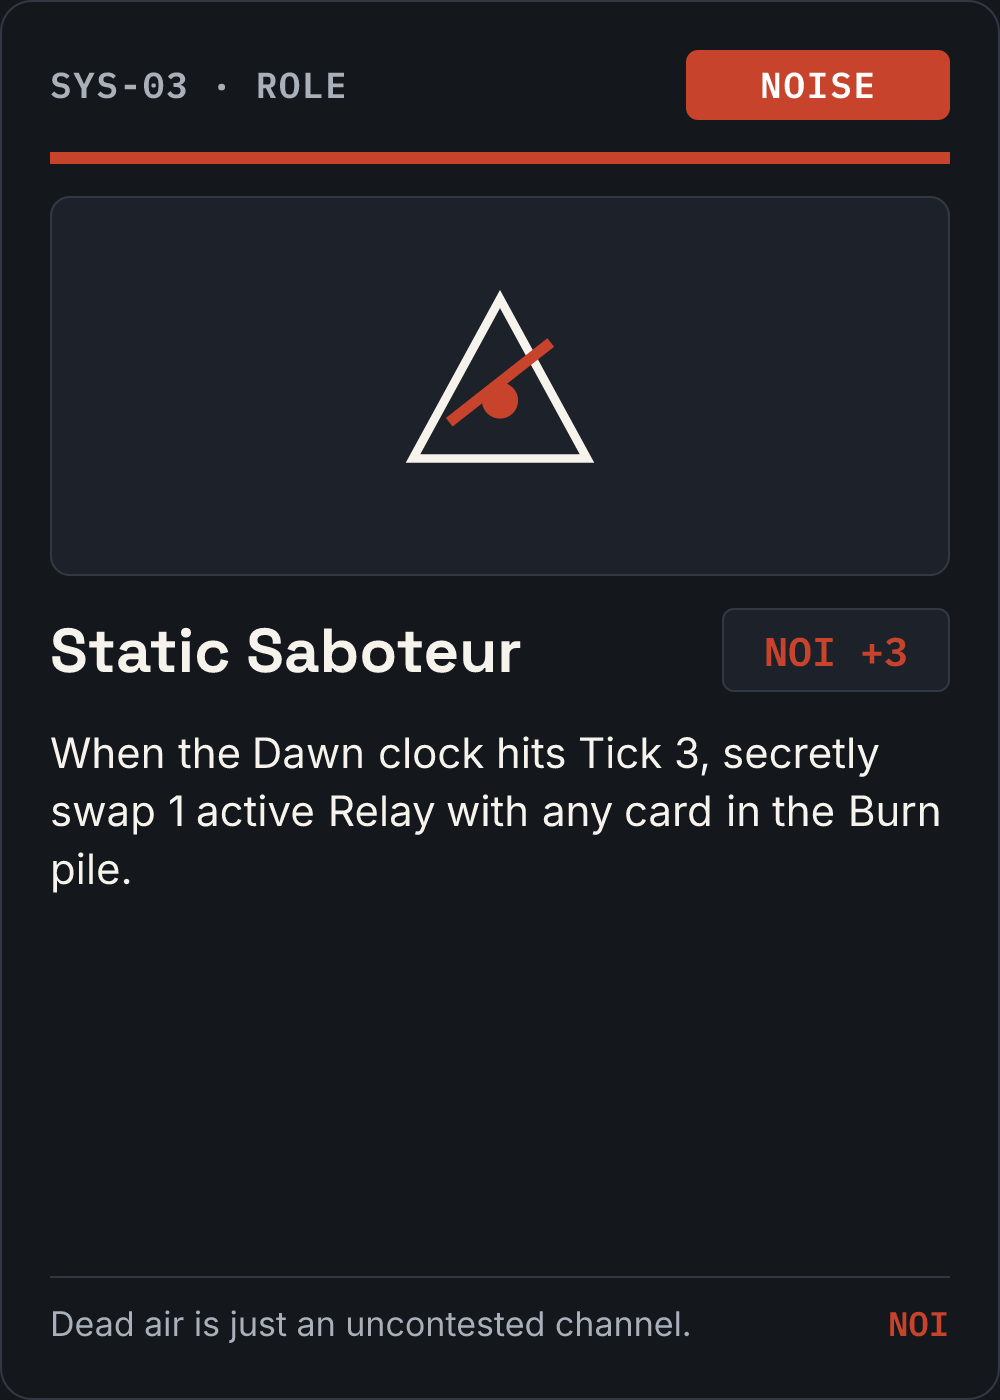 SYS-03 · ROLE
NOISE
Static Saboteur
NOI +3
When the Dawn clock hits Tick 3, secretly
swap 1 active Relay with any card in the Burn
pile.
Dead air is just an uncontested channel.
NOI